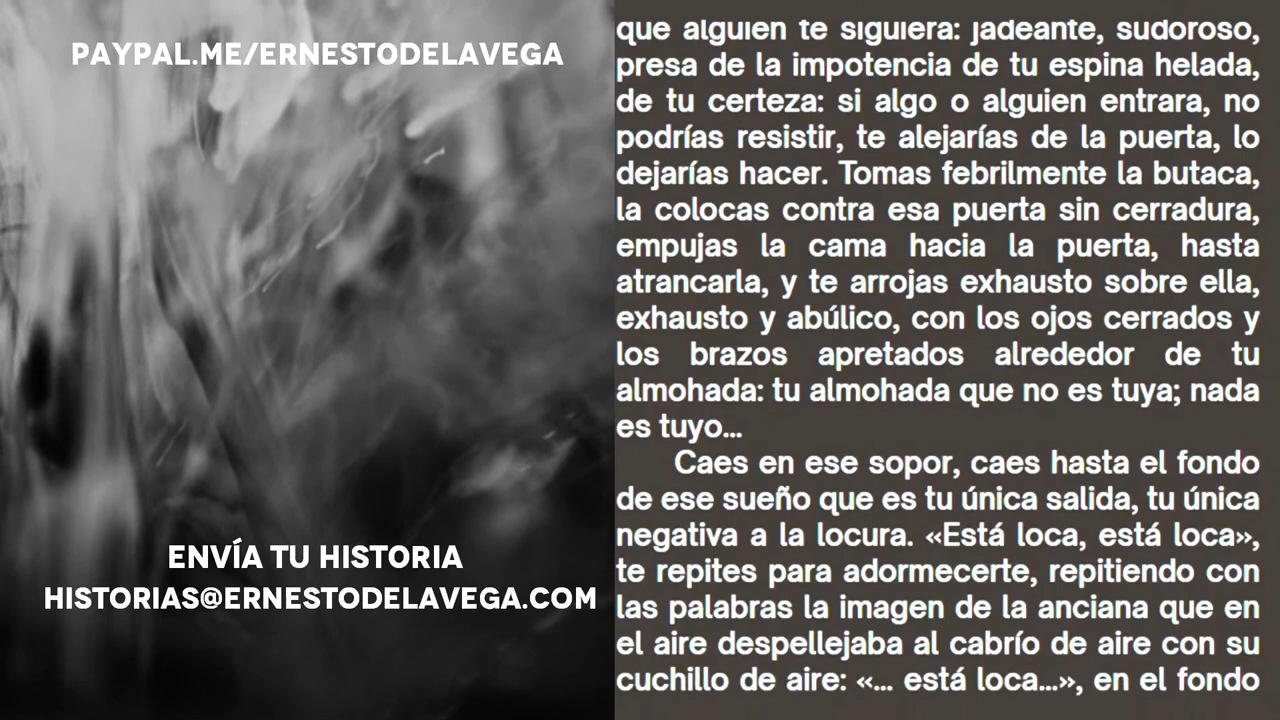 PAYPAL.ME/ERNESTODELAVEGA
ENVÍA TU HISTORIA
HISTORIAS@ERNESTODELAVEGA.COM
que alguien te siguiera: jadeante, sudoroso,
presa de la impotencia de tu espina helada,
de tu certeza: si algo o alguien entrara, no
podrías resistir, te alejarías de la puerta, lo
dejarías hacer. Tomas febrilmente la butaca,
la colocas contra esa puerta sin cerradura,
empujas la cama hacia la puerta, hasta
atrancarla, y te arrojas exhausto sobre ella,
exhausto y abúlico, con los ojos cerrados y
los brazos apretados alrededor de tu
almohada: tu almohada que no es tuya; nada
es tuyo...
Caes en ese sopor, caes hasta el fondo
de ese sueño que es tu única salida, tu única
negativa a la locura. «Está loca, está loca»,
te repites para adormecerte, repitiendo con
las palabras la imagen de la anciana que en
el aire despellejaba al cabrío de aire con su
cuchillo de aire: «... está loca...», en el fondo